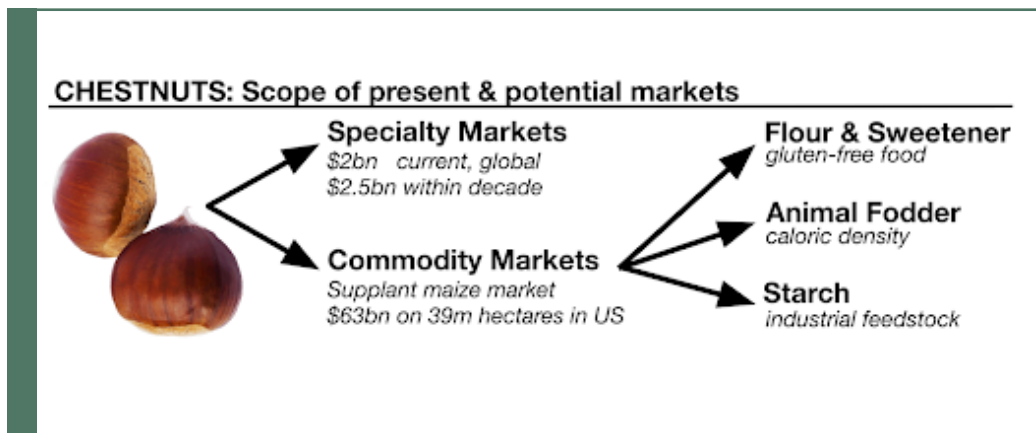 CHESTNUTS: Scope of present & potential markets
Specialty Markets
$2bn current, global
$2.5bn within decade
Commodity Markets
Supplant maize market
$63bn on 39m hectares in US
Flour & Sweetener
gluten-free food
Animal Fodder
caloric density
Starch
industrial feedstock